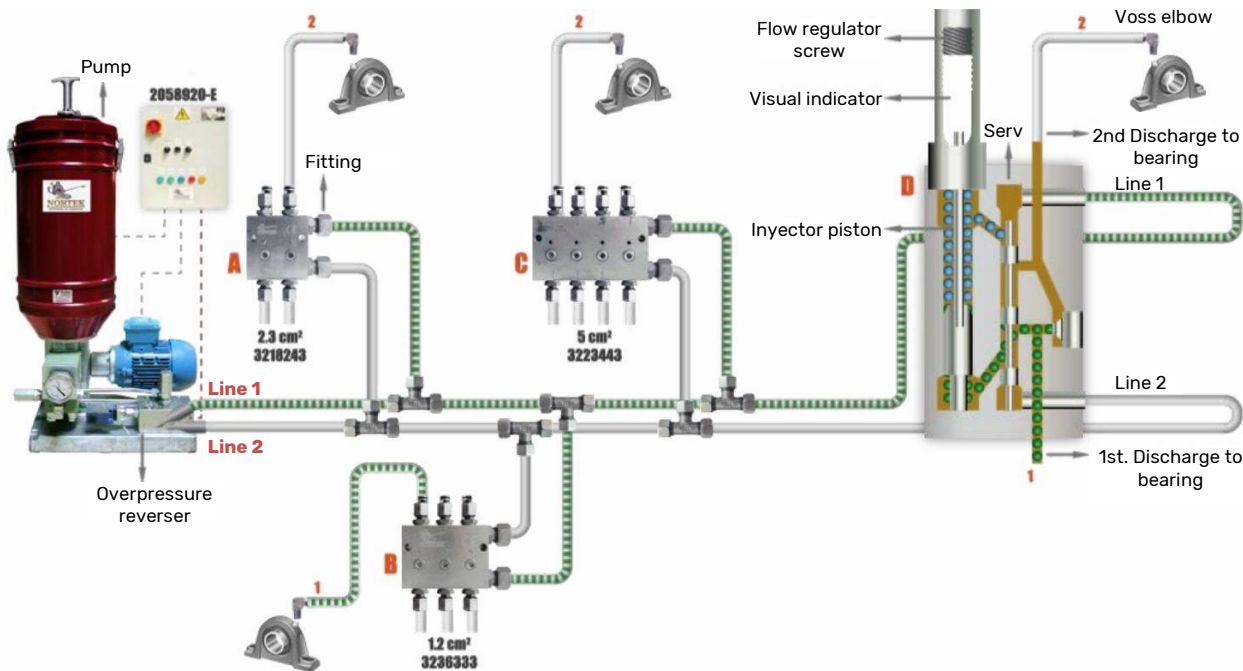 2
2
2
Voss elbow
Flow regulator
screw
Pump
2058920-E
Visual indicator
Serv
2nd Discharge to
bearing
Fitting
Line 1
D
NORTEK
Inyector piston
A
C
2.3 cm²
3218243
5 cm²
3223443
Line 1
Line 2
Line 2
1st. Discharge to
bearing
1
Overpressure
reverser
B
1
1.2 cm²
3236333